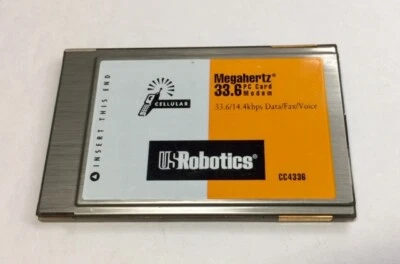 INSERT THIS END
CELLULAR
Megahertz®
33.6 PC Card Modem
33.6/14.4kbps Data/Fax/Voice
USRobotics®
CC4336